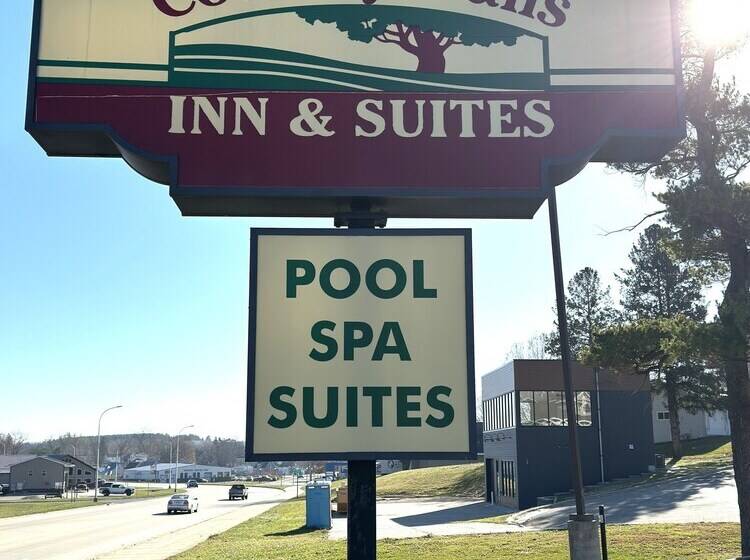 INN & SUITES
POOL
SPA
SUITES